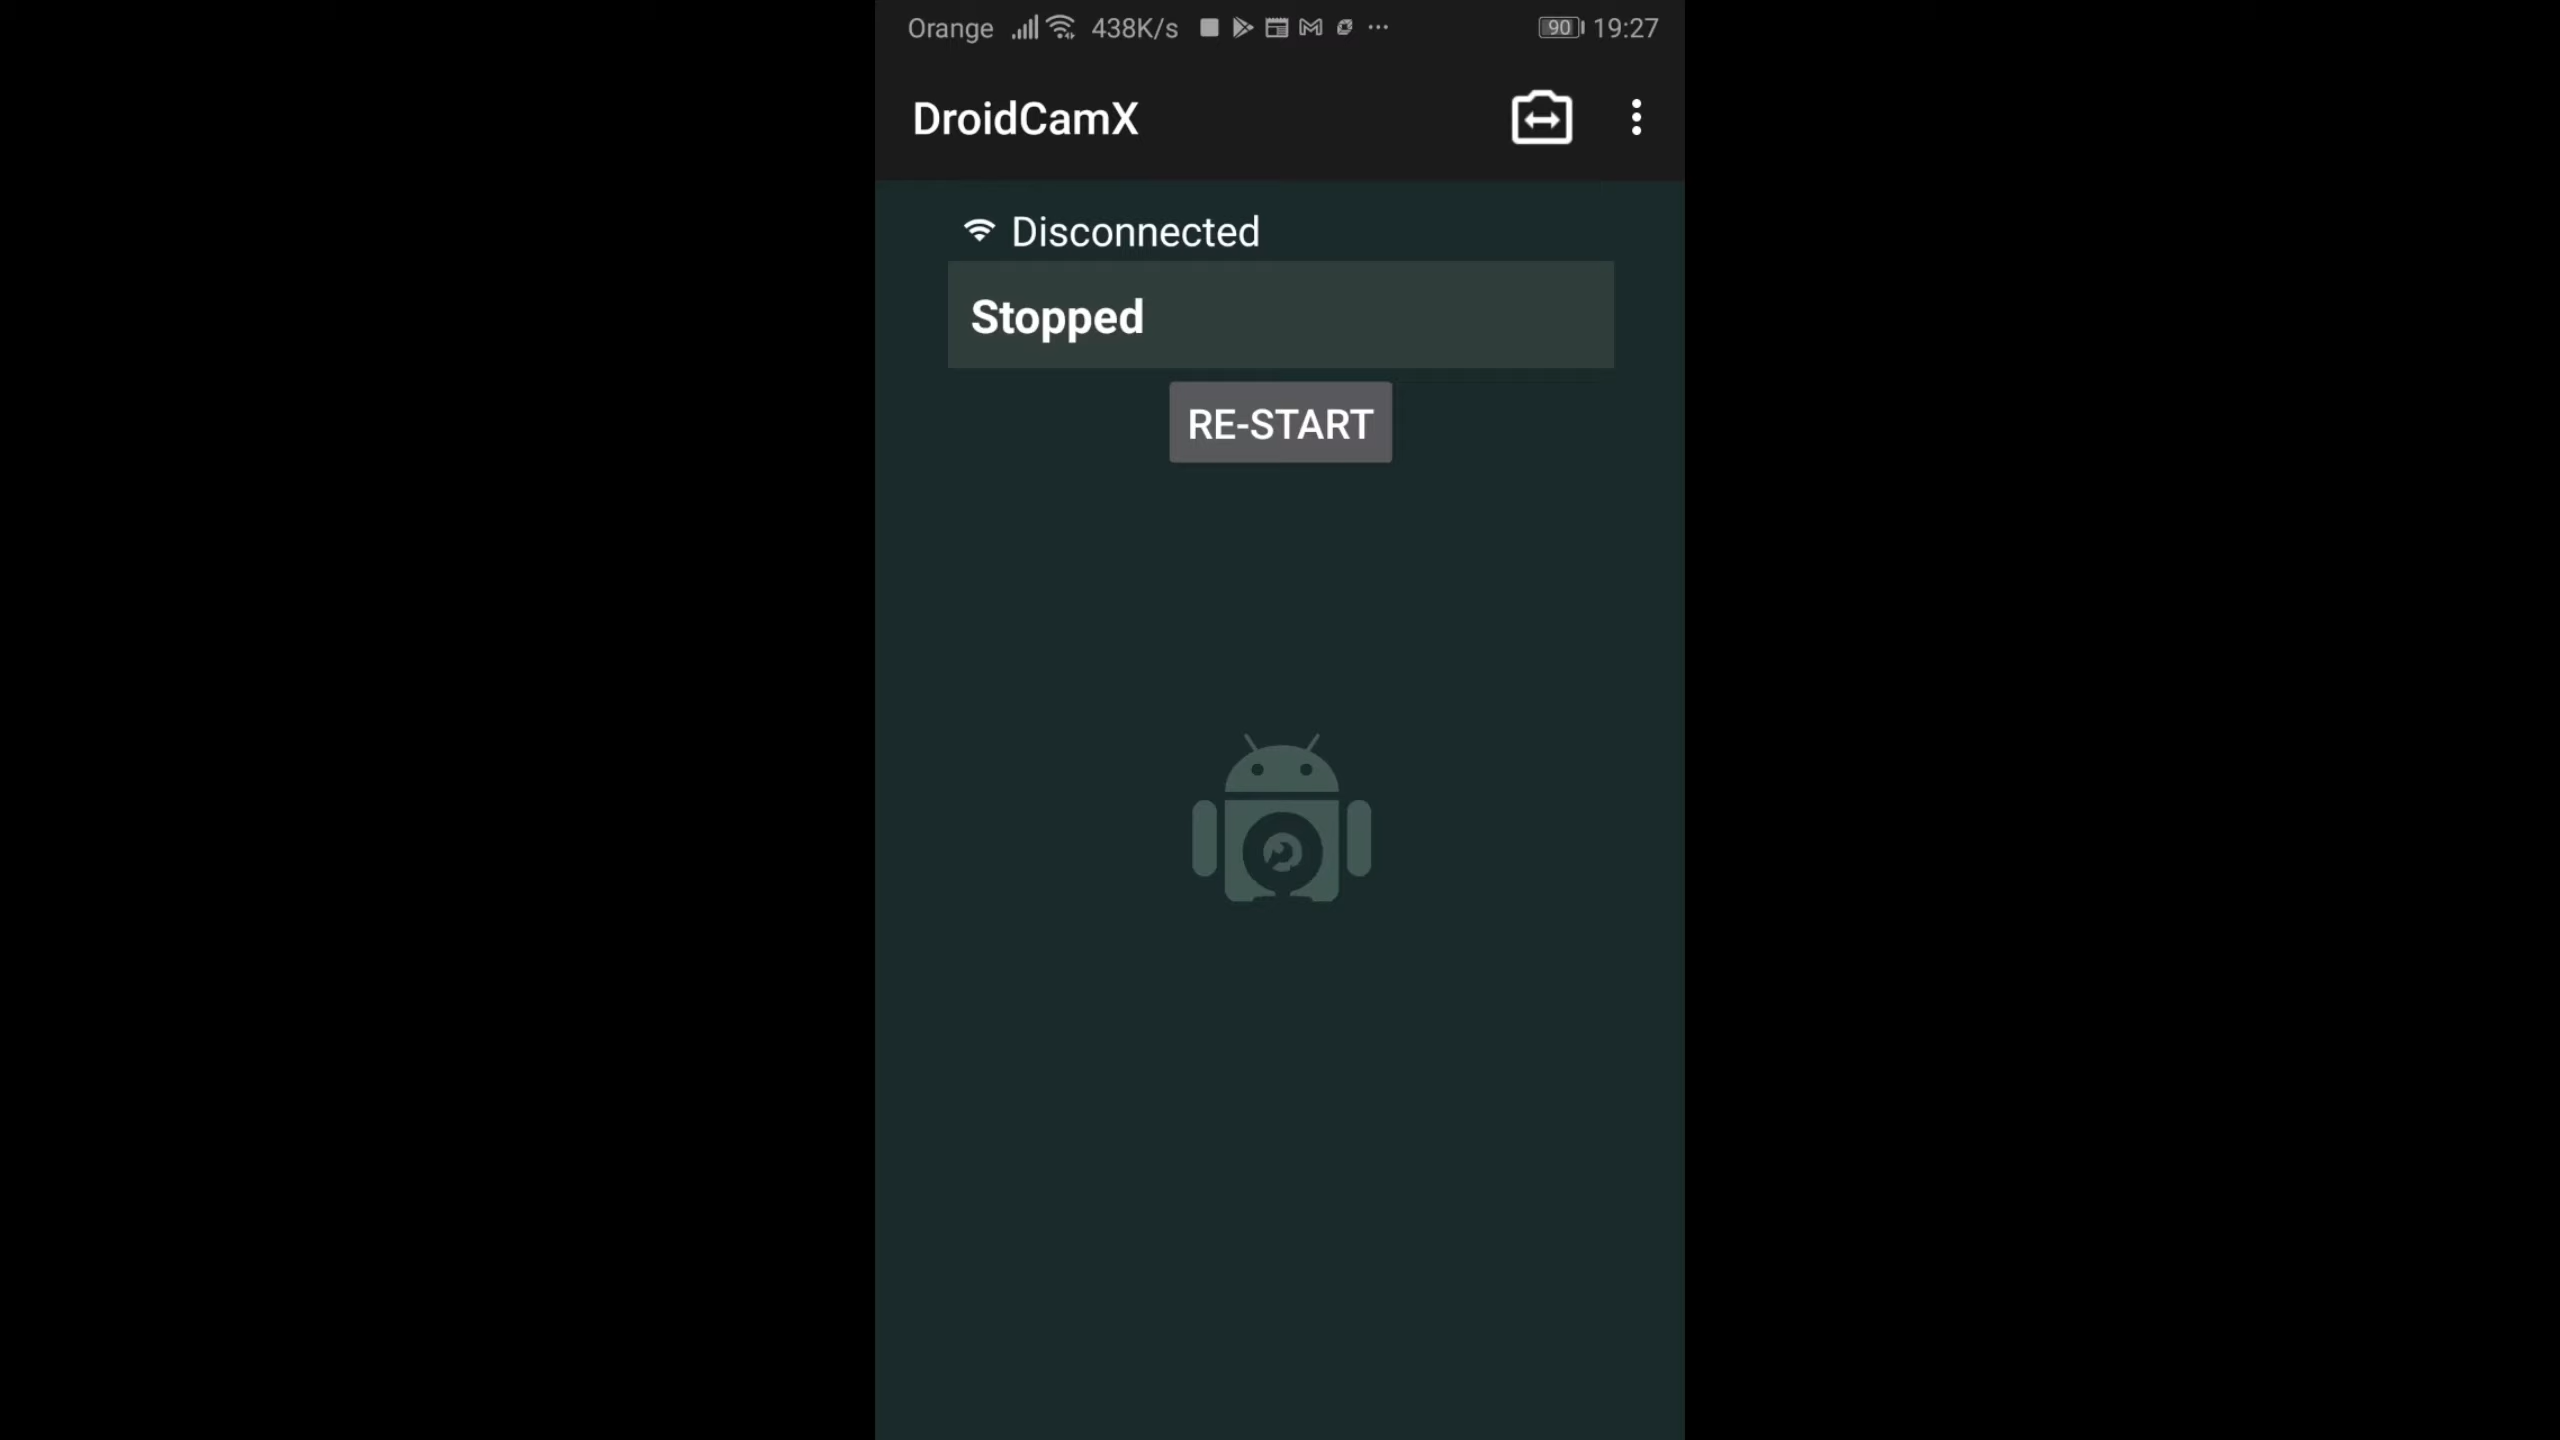 Orange 438K/s 90 19:27
DroidCamX
Disconnected
Stopped
RE-START